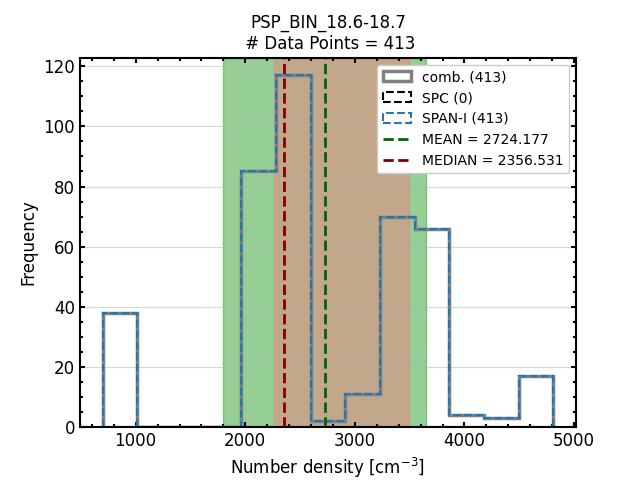 PSP_BIN_18.6-18.7
# Data Points = 413
120
100
80
60
40
20
0
Frequency
comb. (413)
SPC (0)
SPAN-I (413)
MEAN = 2724.177
MEDIAN = 2356.531
1000 2000 3000 4000 5000
Number density [cm⁻³]